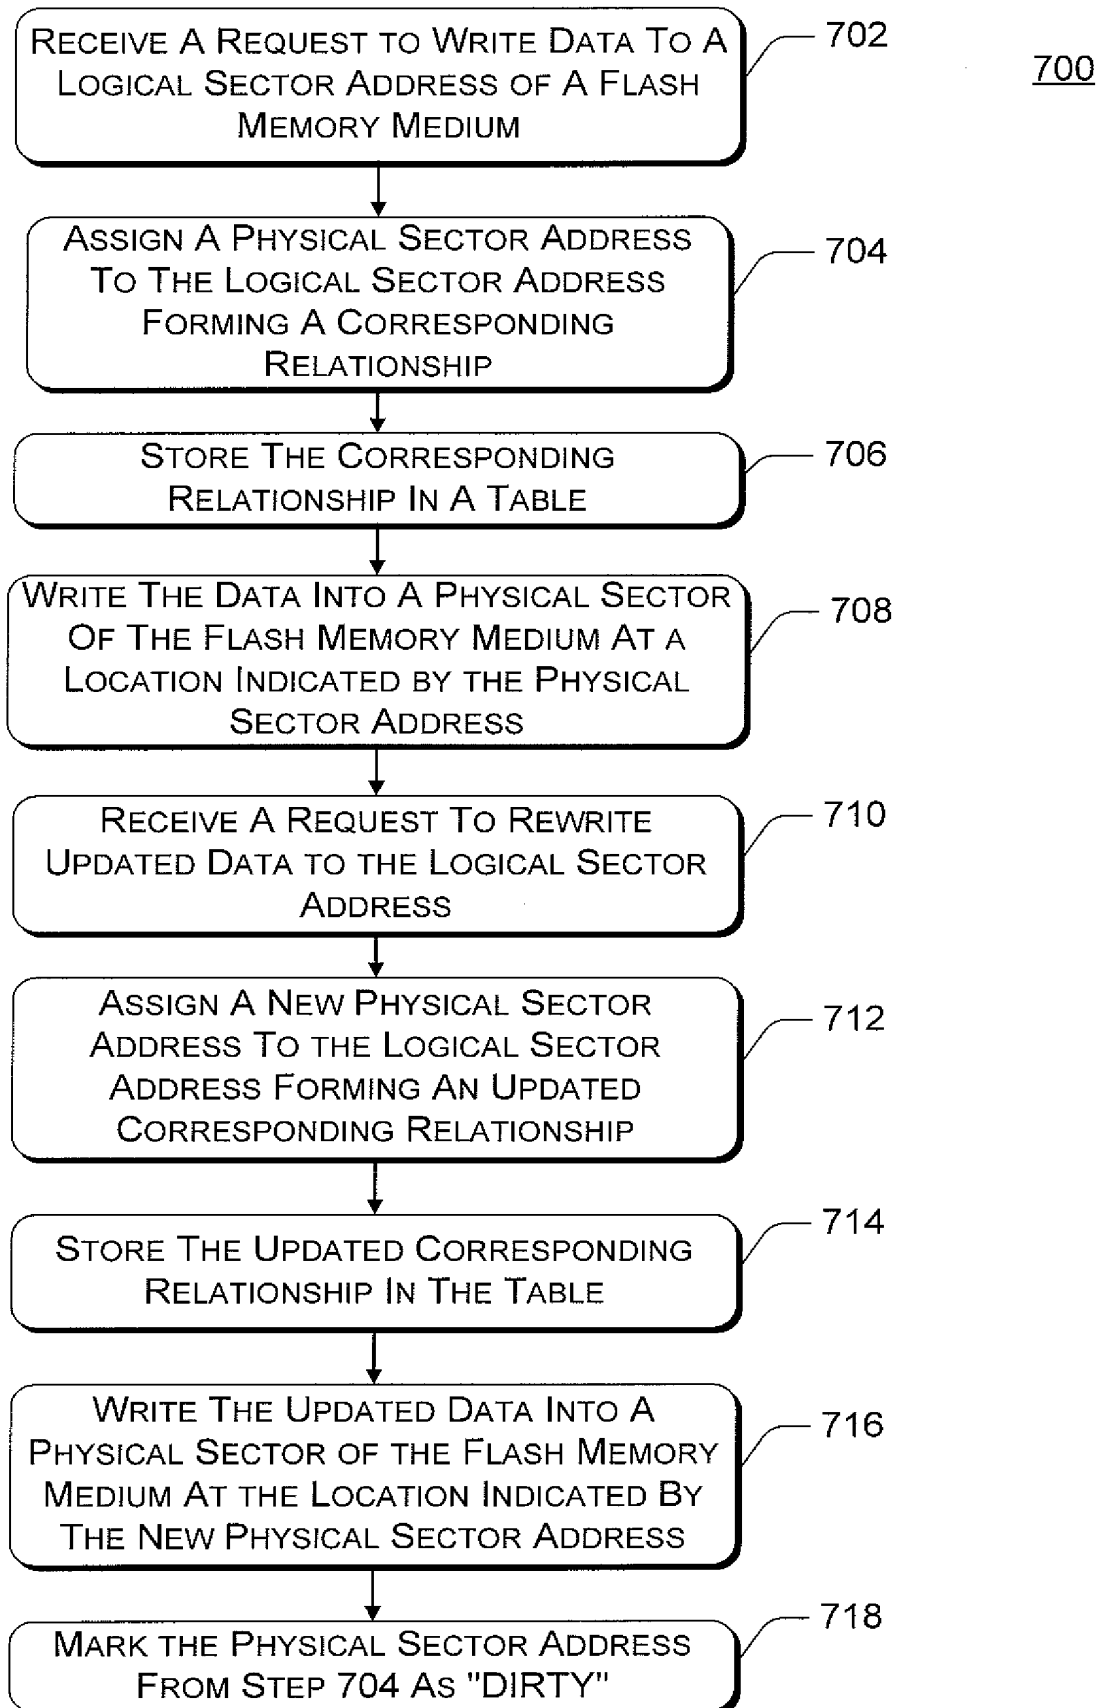 RECEIVE A REQUEST TO WRITE DATA TO A
LOGICAL SECTOR ADDRESS OF A FLASH
MEMORY MEDIUM
702
700
ASSIGN A PHYSICAL SECTOR ADDRESS
TO THE LOGICAL SECTOR ADDRESS
FORMING A CORRESPONDING
RELATIONSHIP
704
STORE THE CORRESPONDING
RELATIONSHIP IN A TABLE
706
WRITE THE DATA INTO A PHYSICAL SECTOR
OF THE FLASH MEMORY MEDIUM AT A
LOCATION INDICATED BY THE PHYSICAL
SECTOR ADDRESS
708
RECEIVE A REQUEST TO REWRITE
UPDATED DATA TO THE LOGICAL SECTOR
ADDRESS
710
ASSIGN A NEW PHYSICAL SECTOR
ADDRESS TO THE LOGICAL SECTOR
ADDRESS FORMING AN UPDATED
CORRESPONDING RELATIONSHIP
712
STORE THE UPDATED CORRESPONDING
RELATIONSHIP IN THE TABLE
714
WRITE THE UPDATED DATA INTO A
PHYSICAL SECTOR OF THE FLASH MEMORY
MEDIUM AT THE LOCATION INDICATED BY
THE NEW PHYSICAL SECTOR ADDRESS
716
MARK THE PHYSICAL SECTOR ADDRESS
FROM STEP 704 AS "DIRTY"
718